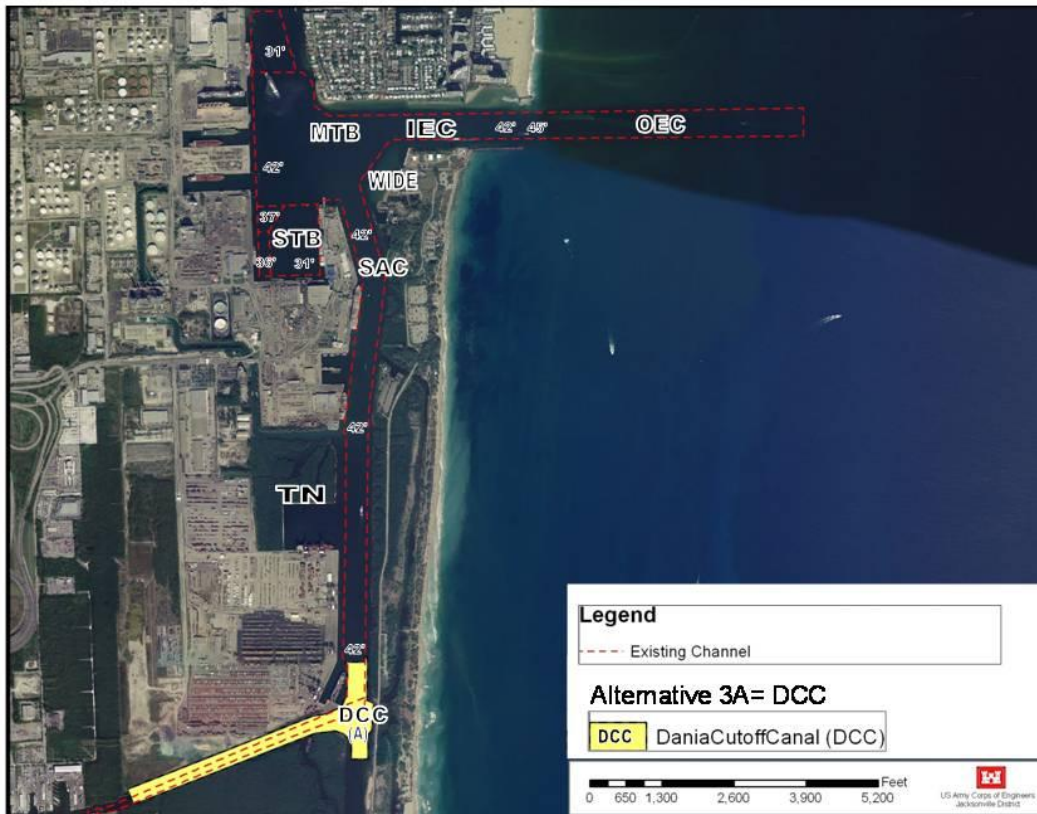 31'
MTB
IEC
42' 45'
OEC
42'
WIDE
37'
STB
42'
36'
31'
SAC
42'
TN
42'
DCC
(A)
Legend
Existing Channel
Alternative 3A= DCC
DCC DaniaCutoffCanal (DCC)
Feet
0 650 1,300 2,600 3,900 5,200
US Army Corps of Engineers
Jacksonville District